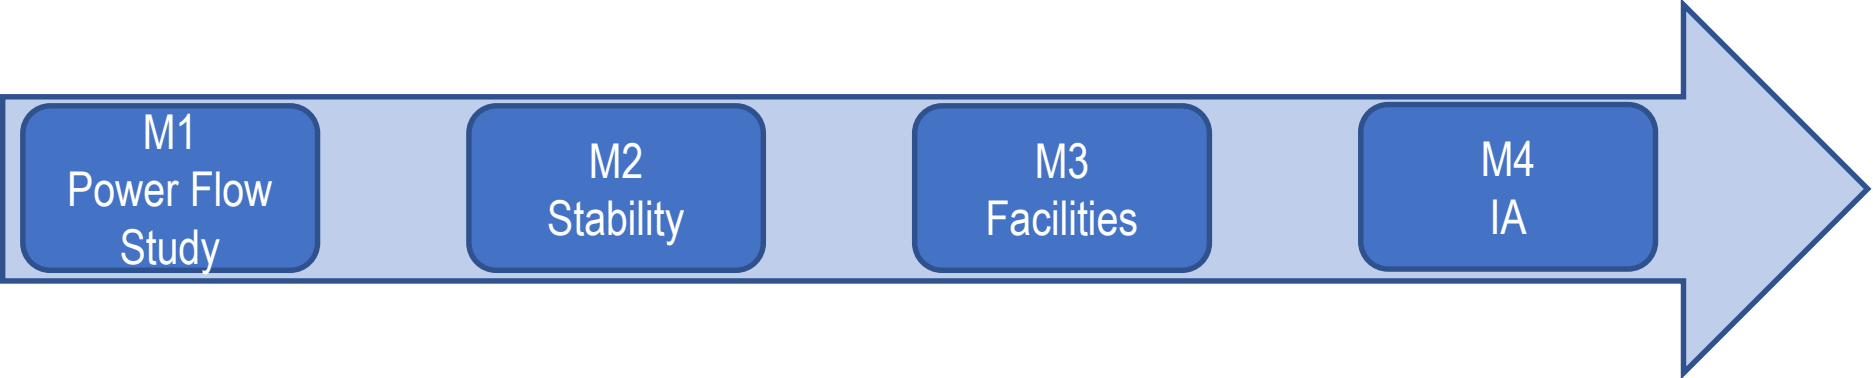 M1
Power Flow
Study
M2
Stability
M3
Facilities
M4
IA